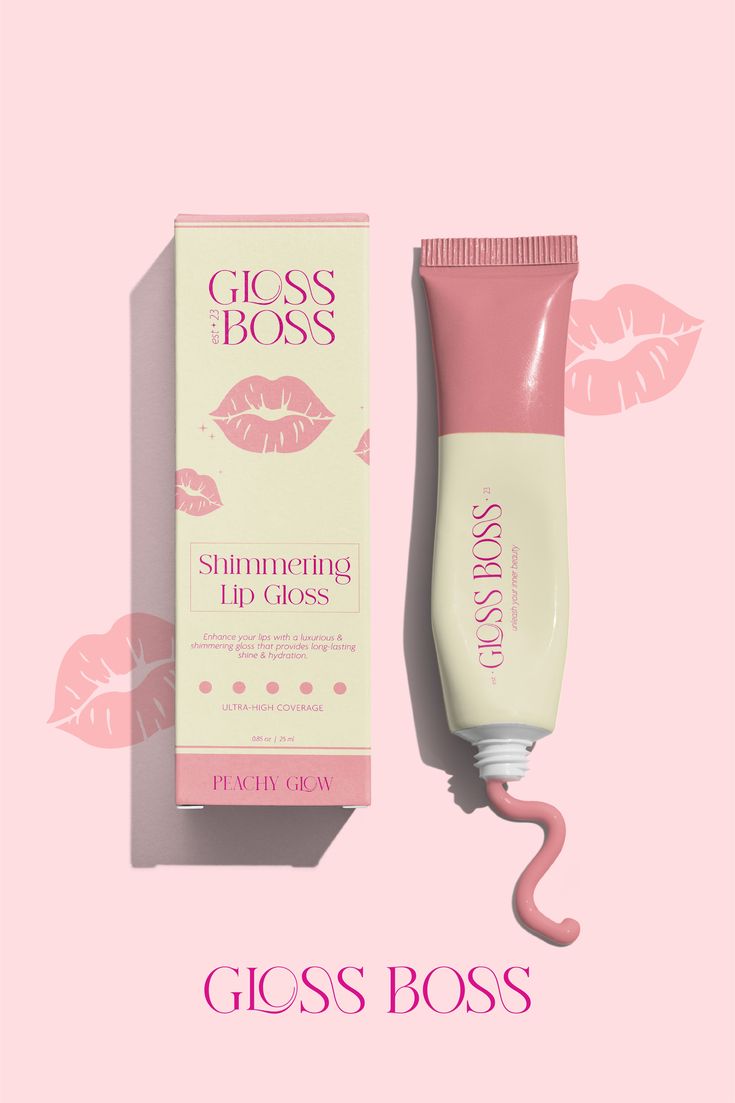 GLOSS
est + 23
BOSS
Shimmering
Lip Gloss
Enhance your lips with a luxurious &
shimmering gloss that provides long-lasting
shine & hydration.
ULTRA-HIGH COVERAGE
0.85 oz | 25 ml
PEACHY GLOW
est + GLOSS BOSS + 23
unleash your inner beauty
GLOSS BOSS